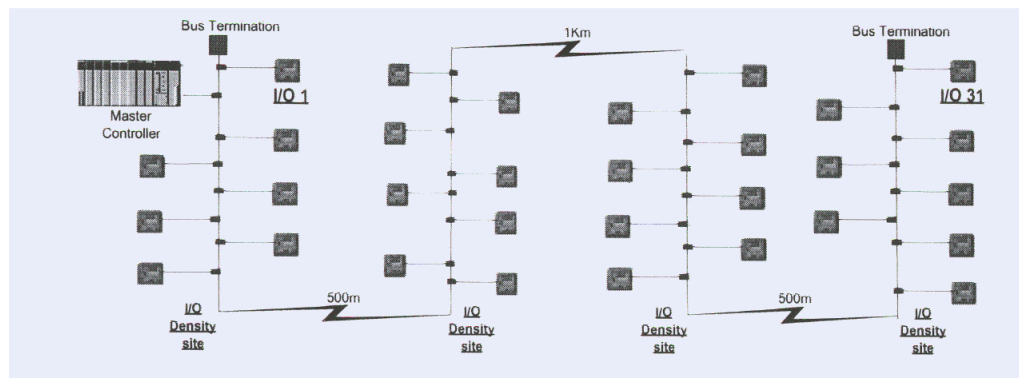 Bus Termination
1Km
Bus Termination
I/O 1
I/O 31
Master
Controller
500m
500m
I/O
Density
site
I/O
Density
site
I/O
Density
site
I/O
Density
site